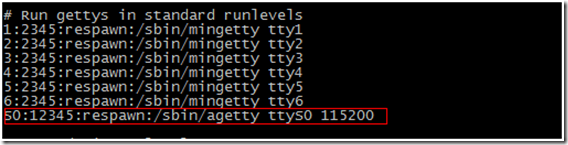 # Run gettys in standard runlevels
1:2345:respawn:/sbin/mingetty tty1
2:2345:respawn:/sbin/mingetty tty2
3:2345:respawn:/sbin/mingetty tty3
4:2345:respawn:/sbin/mingetty tty4
5:2345:respawn:/sbin/mingetty tty5
6:2345:respawn:/sbin/mingetty tty6
S0:12345:respawn:/sbin/agetty ttyS0 115200